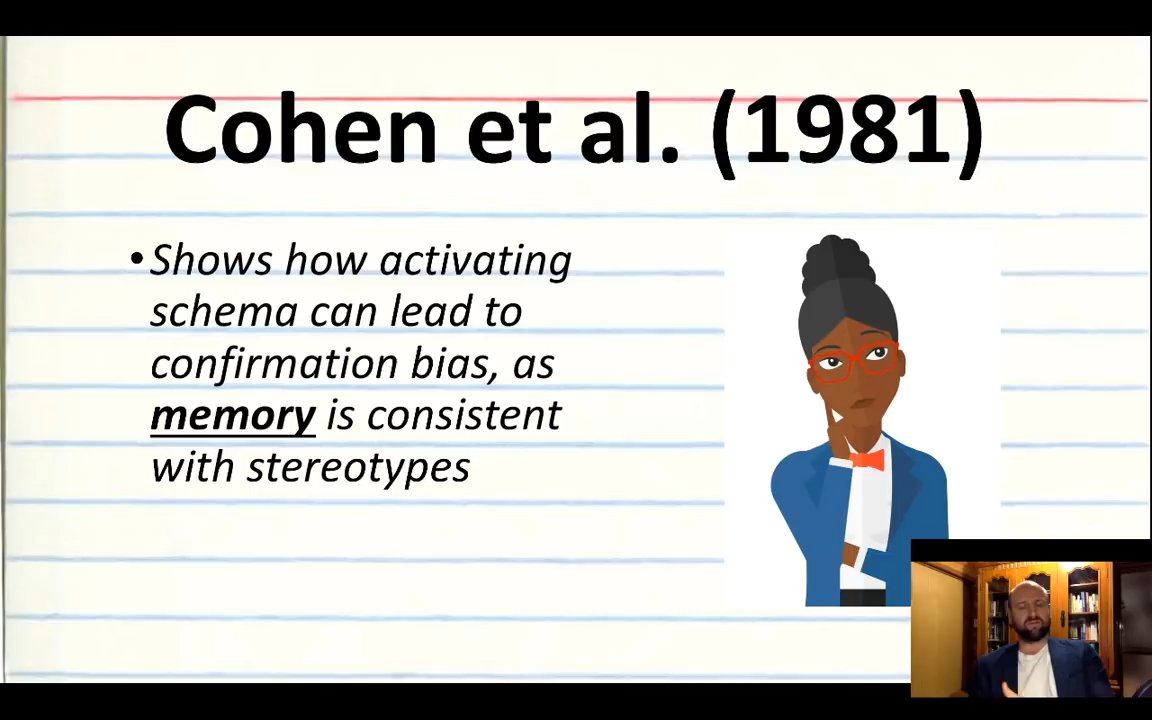 Cohen et al. (1981)
•Shows how activating
schema can lead to
confirmation bias, as
memory is consistent
with stereotypes